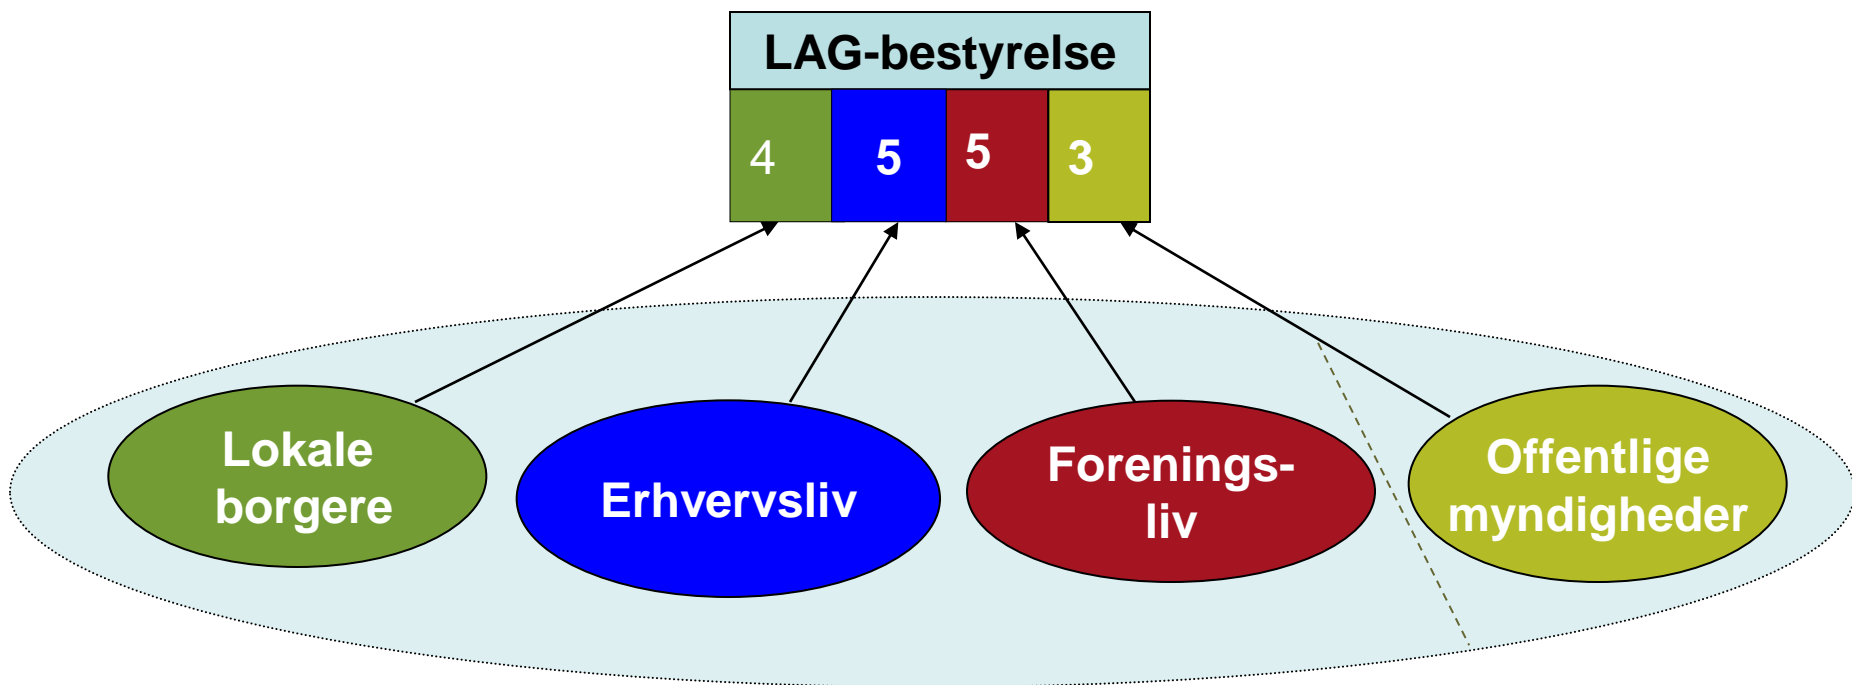 LAG-bestyrelse
4 5 5 3
Lokale
borgere
Erhvervsliv
Forenings-
liv
Offentlige
myndigheder